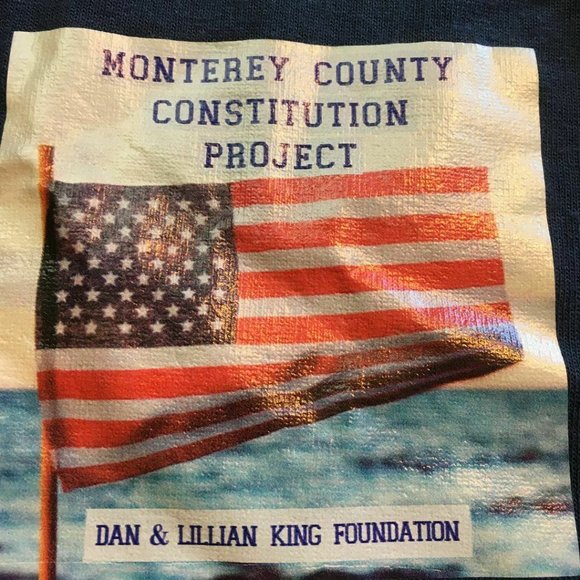 MONTEREY COUNTY
CONSTITUTION
PROJECT
DAN & LILLIAN KING FOUNDATION